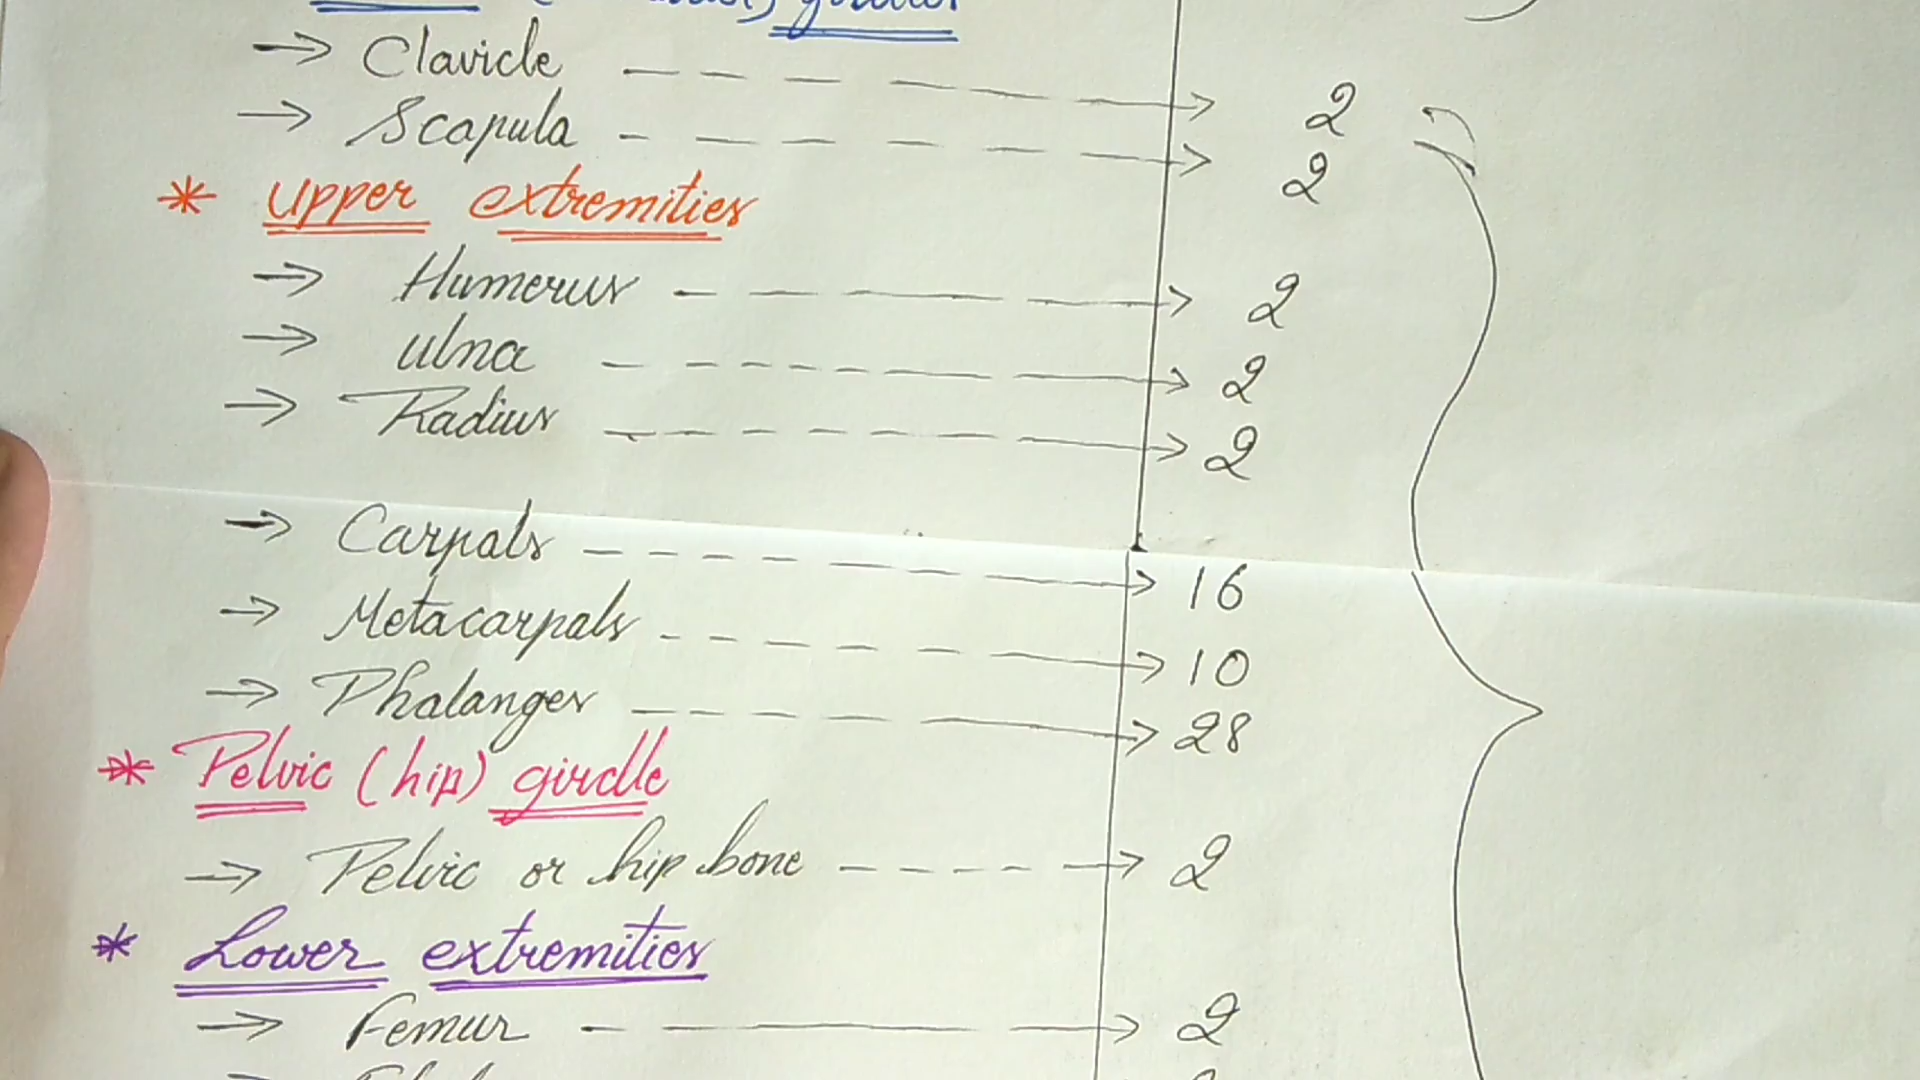 girdles
→ Clavicle → 2
→ Scapula → 2
* Upper extremities
→ Humerus → 2
→ Ulna → 2
→ Radius → 2
→ Carpals → 16
→ Metacarpals → 10
→ Phalanges → 28
* Pelvic (hip) girdle
→ Pelvic or hip bone → 2
* Lower extremities
→ Femur → 2